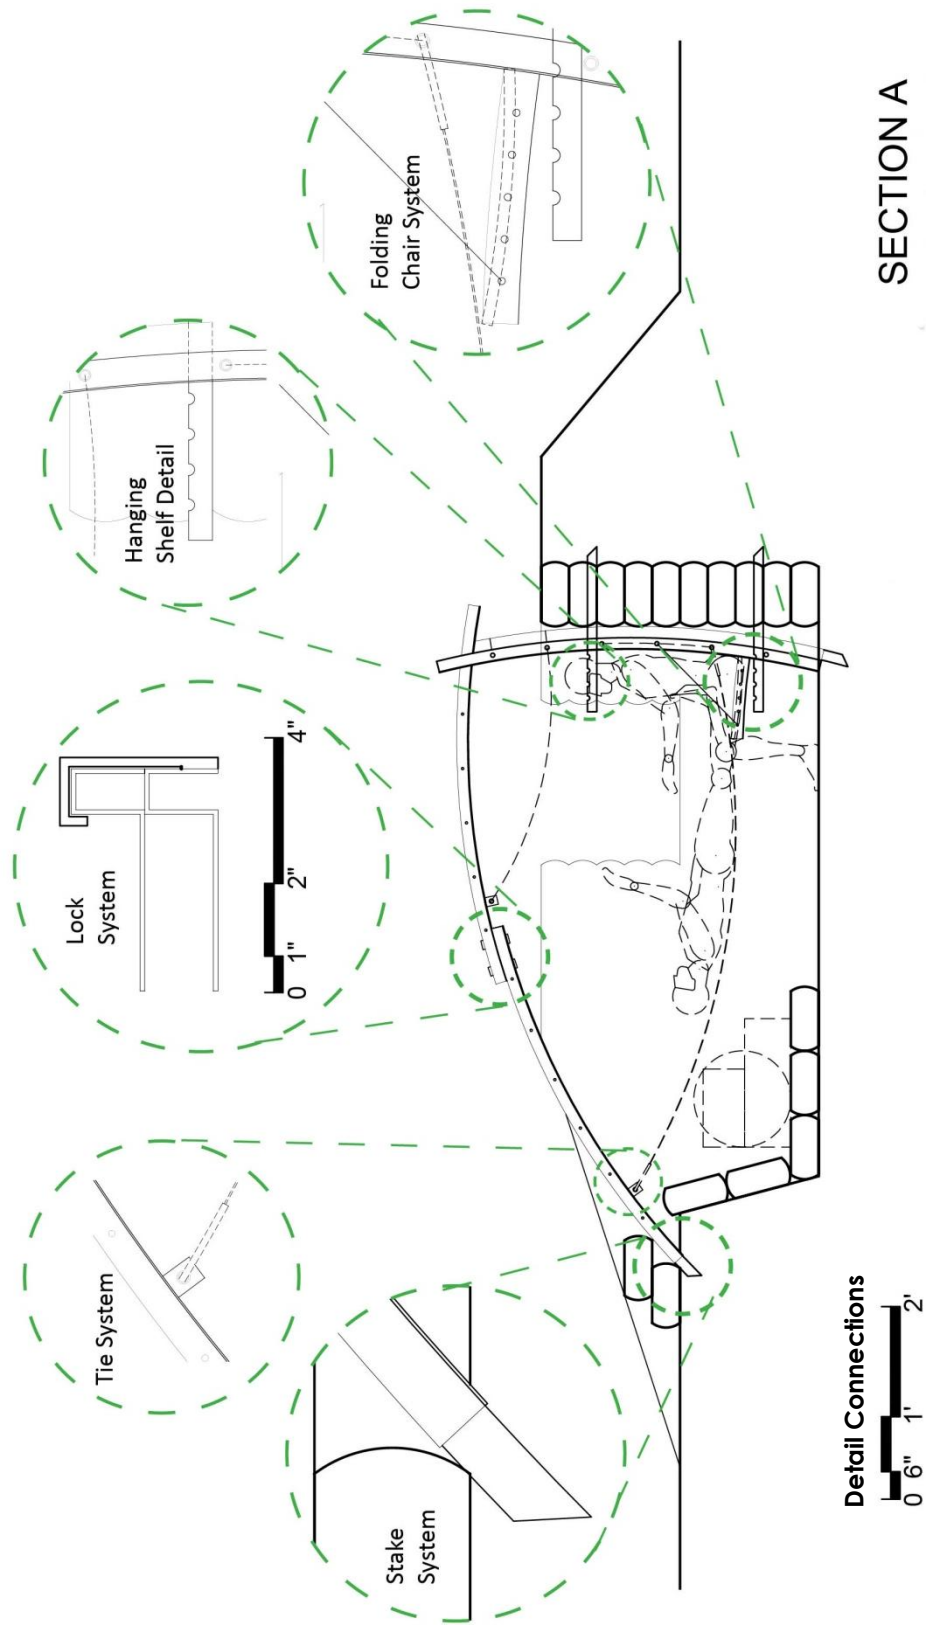 Stake
System
Tie System
Lock
System
0 1" 2" 4"
Hanging
Shelf Detail
Folding
Chair System
Detail Connections
0 6" 1' 2'
SECTION A